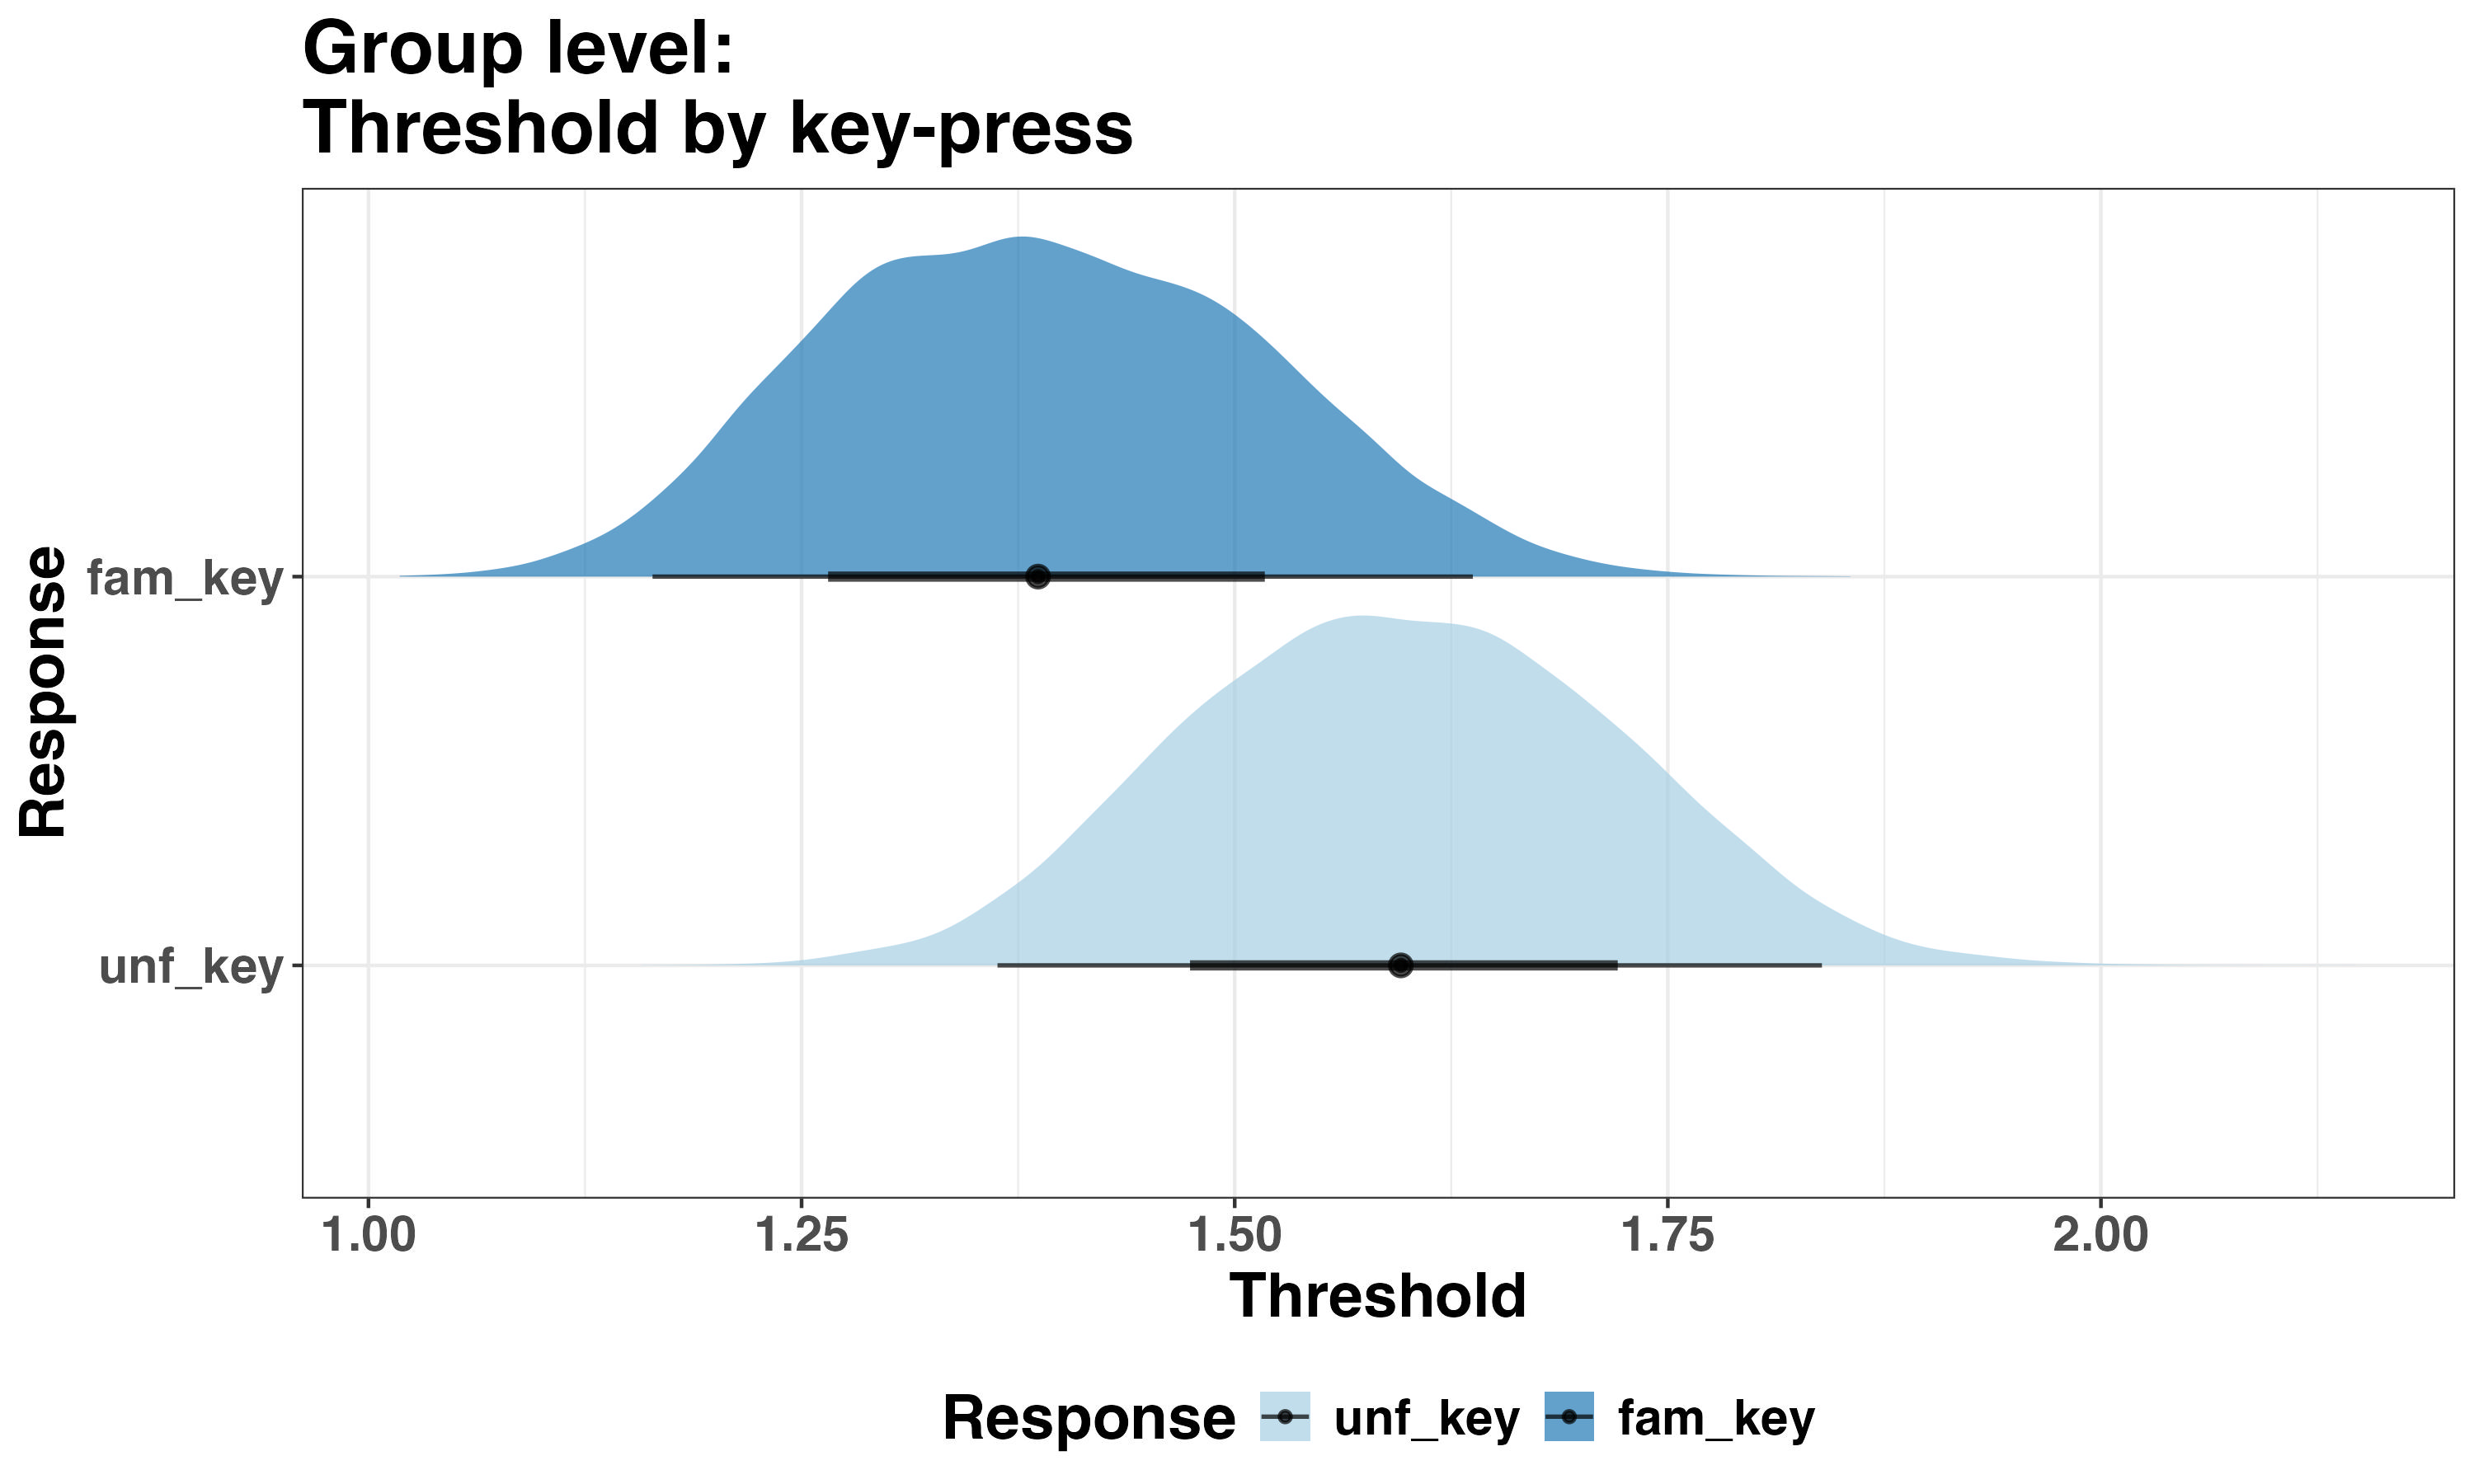 Group level:
Threshold by key-press
Response
fam_key
unf_key
1.00 1.25 1.50 1.75 2.00
Threshold
Response unf_key fam_key